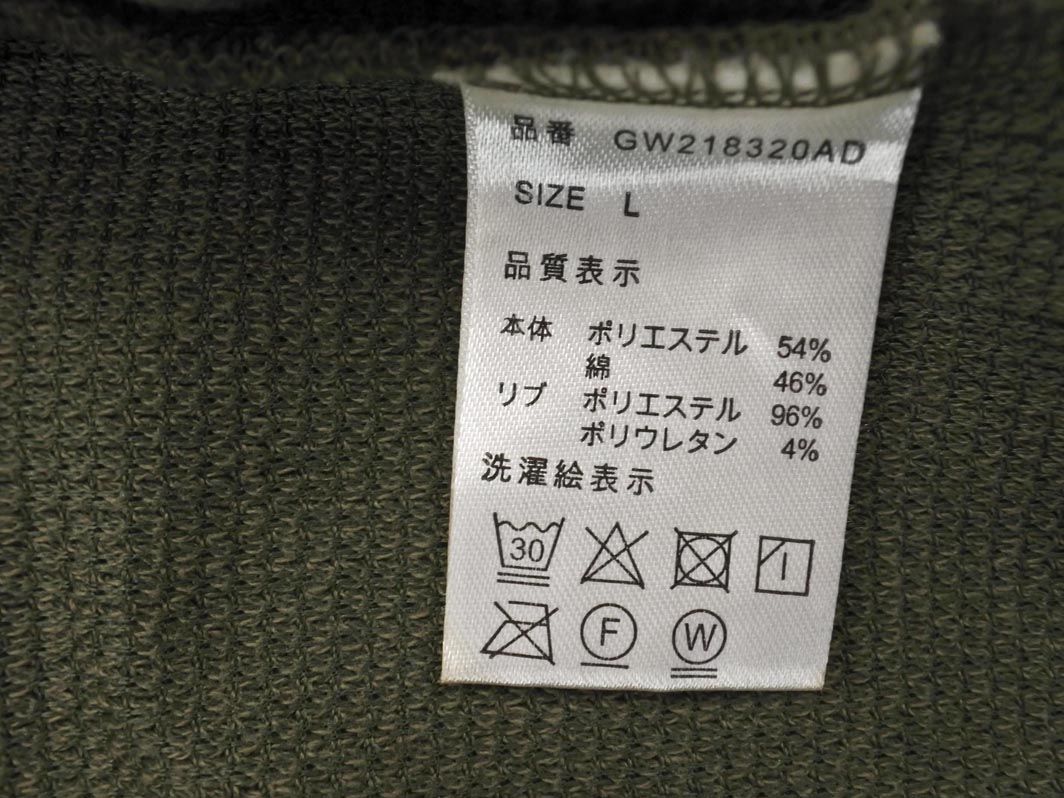 品番 GW218320AD
SIZE L
品質表示
本体 ポリエステル 54%
綿 46%
リブ ポリエステル 96%
ポリウレタン 4%
洗濯絵表示
30
F W